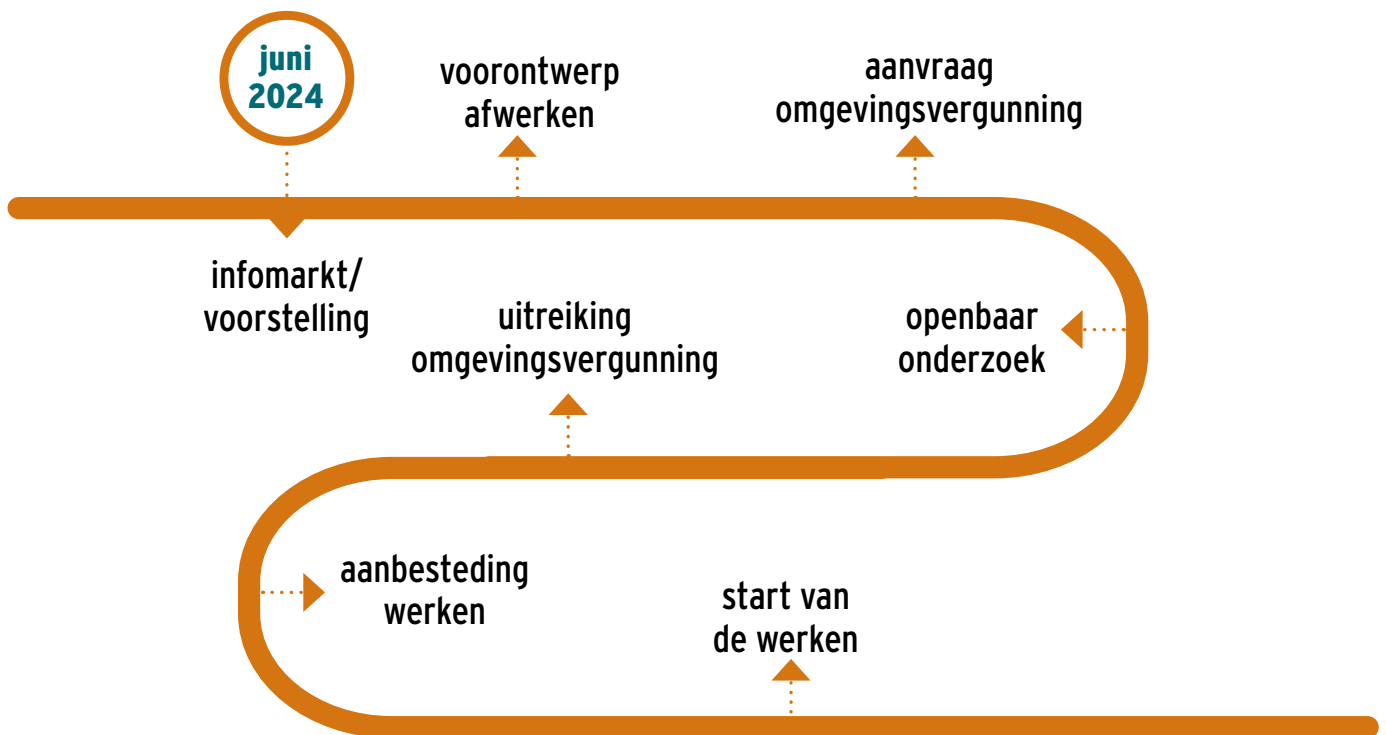 juni
2024
infomarkt/
voorstelling
voorontwerp
afwerken
aanvraag
omgevingsvergunning
openbaar
onderzoek
uitreiking
omgevingsvergunning
aanbesteding
werken
start van
de werken